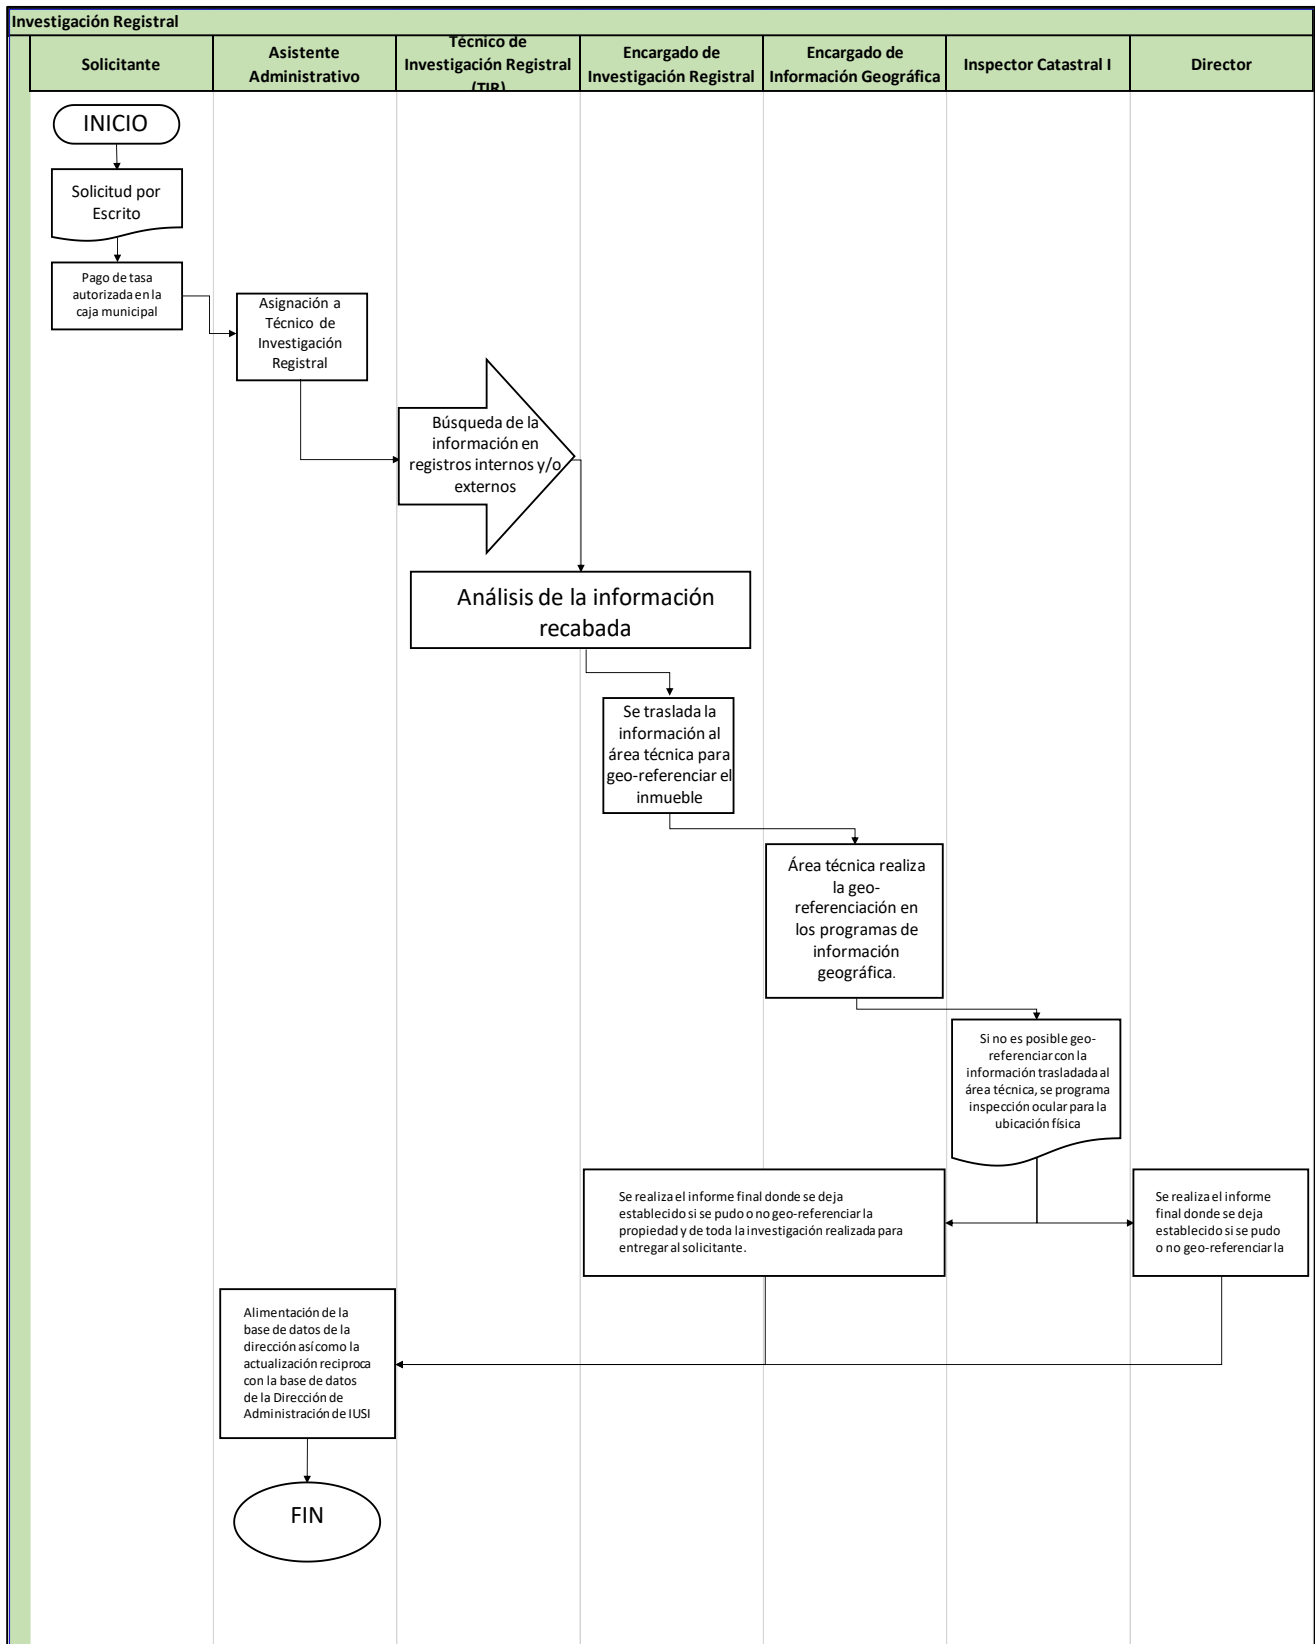 Investigación Registral
Solicitante
Asistente
Administrativo
Técnico de
Investigación Registral
(TIR)
Encargado de
Investigación Registral
Encargado de
Información Geográfica
Inspector Catastral I
Director
INICIO
Solicitud por
Escrito
Pago de tasa
autorizada en la
caja municipal
Asignación a
Técnico de
Investigación
Registral
Búsqueda de la
información en
registros internos y/o
externos
Análisis de la información
recabada
Se traslada la
información al
área técnica para
geo-referenciar el
inmueble
Área técnica realiza
la geo-
referenciación en
los programas de
información
geográfica.
Si no es posible geo-
referenciar con la
información trasladada al
área técnica, se programa
inspección ocular para la
ubicación física
Se realiza el informe final donde se deja
establecido si se pudo o no geo-referenciar la
propiedad y de toda la investigación realizada para
entregar al solicitante.
Se realiza el informe
final donde se deja
establecido si se pudo
o no geo-referenciar la
Alimentación de la
base de datos de la
dirección así como la
actualización reciproca
con la base de datos
de la Dirección de
Administración de IUSI
FIN